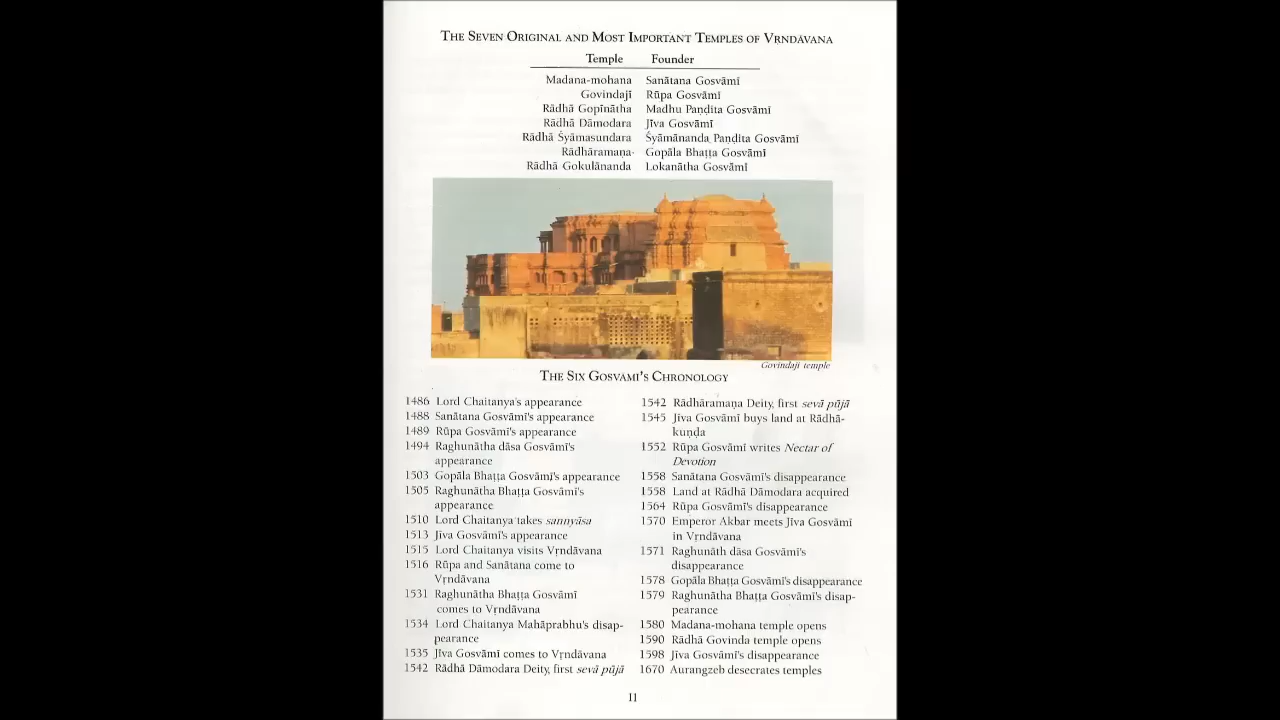 THE SEVEN ORIGINAL AND MOST IMPORTANT TEMPLES OF VṚNDĀVANA
Temple Founder
Madana-mohana Sanātana Gosvāmī
Govindajī Rūpa Gosvāmī
Rādhā Gopīnātha Madhu Paṇḍita Gosvāmī
Rādhā Dāmodara Jīva Gosvāmī
Rādhā Śyāmasundara Śyāmānanda Paṇḍita Gosvāmī
Rādhāramaṇa Gopāla Bhaṭṭa Gosvāmī
Rādhā Gokulānanda Lokanātha Gosvāmī
Govindajī temple
THE SIX GOSVĀMĪ'S CHRONOLOGY
1486 Lord Chaitanya's appearance
1488 Sanātana Gosvāmī's appearance
1489 Rūpa Gosvāmī's appearance
1494 Raghunātha dāsa Gosvāmī's
appearance
1503 Gopāla Bhaṭṭa Gosvāmī's appearance
1505 Raghunātha Bhaṭṭa Gosvāmī's
appearance
1510 Lord Chaitanya takes sannyāsa
1513 Jīva Gosvāmī's appearance
1515 Lord Chaitanya visits Vṛndāvana
1516 Rūpa and Sanātana come to
Vṛndāvana
1531 Raghunātha Bhaṭṭa Gosvāmī
comes to Vṛndāvana
1534 Lord Chaitanya Mahāprabhu's disap-
pearance
1535 Jīva Gosvāmī comes to Vṛndāvana
1542 Rādhā Dāmodara Deity, first sevā pūjā
1542 Rādhāramaṇa Deity, first sevā pūjā
1545 Jīva Gosvāmī buys land at Rādhā-
kuṇḍa
1552 Rūpa Gosvāmī writes Nectar of
Devotion
1558 Sanātana Gosvāmī's disappearance
1558 Land at Rādhā Dāmodara acquired
1564 Rūpa Gosvāmī's disappearance
1570 Emperor Akbar meets Jīva Gosvāmī
in Vṛndāvana
1571 Raghunāth dāsa Gosvāmī's
disappearance
1578 Gopāla Bhaṭṭa Gosvāmī's disappearance
1579 Raghunātha Bhaṭṭa Gosvāmī's disap-
pearance
1580 Madana-mohana temple opens
1590 Rādhā Govinda temple opens
1598 Jīva Gosvāmī's disappearance
1670 Aurangzeb desecrates temples
11